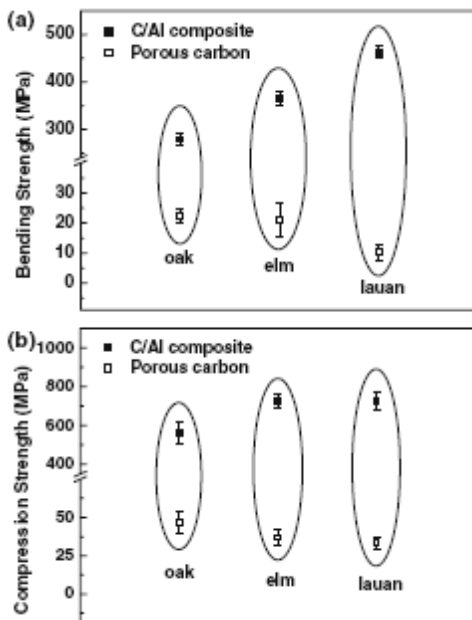 (a)
C/Al composite
Porous carbon
Bending Strength (MPa)
500
400
300
30
20
10
0
oak
elm
lauan
(b)
C/Al composite
Porous carbon
Compression Strength (MPa)
1000
800
600
400
50
25
0
oak
elm
lauan